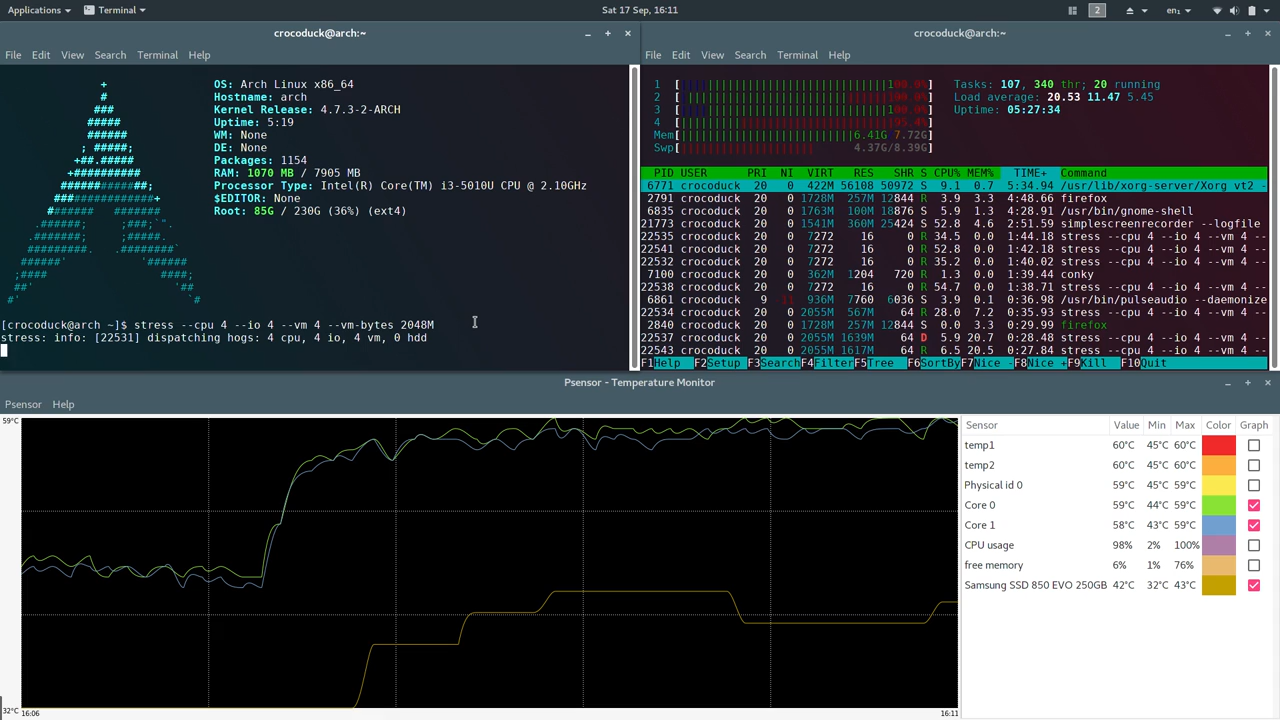 Applications Terminal Sat 17 Sep, 16:11 2 en₁
crocoduck@arch:~
File Edit View Search Terminal Help
OS: Arch Linux x86_64
Hostname: arch
Kernel Release: 4.7.3-2-ARCH
Uptime: 5:19
WM: None
DE: None
Packages: 1154
RAM: 1070 MB / 7905 MB
Processor Type: Intel(R) Core(TM) i3-5010U CPU @ 2.10GHz
$EDITOR: None
Root: 85G / 230G (36%) (ext4)
[crocoduck@arch ~]$ stress --cpu 4 --io 4 --vm 4 --vm-bytes 2048M
stress: info: [22531] dispatching hogs: 4 cpu, 4 io, 4 vm, 0 hdd
crocoduck@arch:~
File Edit View Search Terminal Help
1 [100.0%] Tasks: 107, 340 thr; 20 running
2 [100.0%] Load average: 20.53 11.47 5.45
3 [100.0%] Uptime: 05:27:34
4 [95.4%]
Mem[6.41G/7.72G]
Swp[4.37G/8.39G]
PID USER PRI NI VIRT RES SHR S CPU% MEM% TIME+ Command
6771 crocoduck 20 0 422M 56108 50972 S 9.1 0.7 5:34.94 /usr/lib/xorg-server/Xorg vt2 -
2791 crocoduck 20 0 1728M 257M 12844 R 3.9 3.3 4:48.66 firefox
6835 crocoduck 20 0 1763M 100M 18876 S 5.9 1.3 4:28.91 /usr/bin/gnome-shell
21773 crocoduck 20 0 1541M 360M 25424 S 52.8 4.6 2:51.59 simplescreenrecorder --logfile
22535 crocoduck 20 0 7272 16 0 R 34.5 0.0 1:44.18 stress --cpu 4 --io 4 --vm 4 --
22541 crocoduck 20 0 7272 16 0 R 52.8 0.0 1:42.18 stress --cpu 4 --io 4 --vm 4 --
22532 crocoduck 20 0 7272 16 0 R 35.2 0.0 1:40.02 stress --cpu 4 --io 4 --vm 4 --
7100 crocoduck 20 0 362M 1204 720 S 1.3 0.0 1:39.44 conky
22538 crocoduck 20 0 7272 16 0 R 54.7 0.0 1:38.71 stress --cpu 4 --io 4 --vm 4 --
6861 crocoduck 9 11 936M 7760 6036 S 3.9 0.1 0:36.98 /usr/bin/pulseaudio --daemonize
22534 crocoduck 20 0 2055M 567M 64 R 28.0 7.2 0:35.93 stress --cpu 4 --io 4 --vm 4 --
2840 crocoduck 20 0 1728M 257M 12844 S 0.0 3.3 0:29.99 firefox
22537 crocoduck 20 0 2055M 1639M 64 D 5.9 20.7 0:28.48 stress --cpu 4 --io 4 --vm 4 --
22543 crocoduck 20 0 2055M 1617M 64 R 6.5 20.5 0:27.84 stress --cpu 4 --io 4 --vm 4 --
F1Help F2Setup F3SearchF4FilterF5Tree F6SortByF7Nice -F8Nice +F9Kill F10Quit
Psensor - Temperature Monitor
Psensor Help
59°C
32°C
16:06 16:11
Sensor Value Min Max Color Graph
temp1 60°C 45°C 60°C
temp2 60°C 45°C 60°C
Physical id 0 59°C 45°C 59°C
Core 0 59°C 44°C 59°C
Core 1 58°C 43°C 59°C
CPU usage 98% 2% 100%
free memory 6% 1% 76%
Samsung SSD 850 EVO 250GB 42°C 32°C 43°C